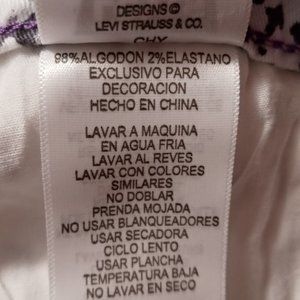 DESIGNS ©
LEVI STRAUSS & CO.
98% ALGODON 2% ELASTANO
EXCLUSIVO PARA
DECORACION
HECHO EN CHINA
LAVAR A MAQUINA
EN AGUA FRIA
LAVAR AL REVES
LAVAR CON COLORES
SIMILARES
NO DOBLAR
PRENDA MOJADA
NO USAR BLANQUEADORES
USAR SECADORA
CICLO LENTO
USAR PLANCHA
TEMPERATURA BAJA
NO LAVAR EN SECO